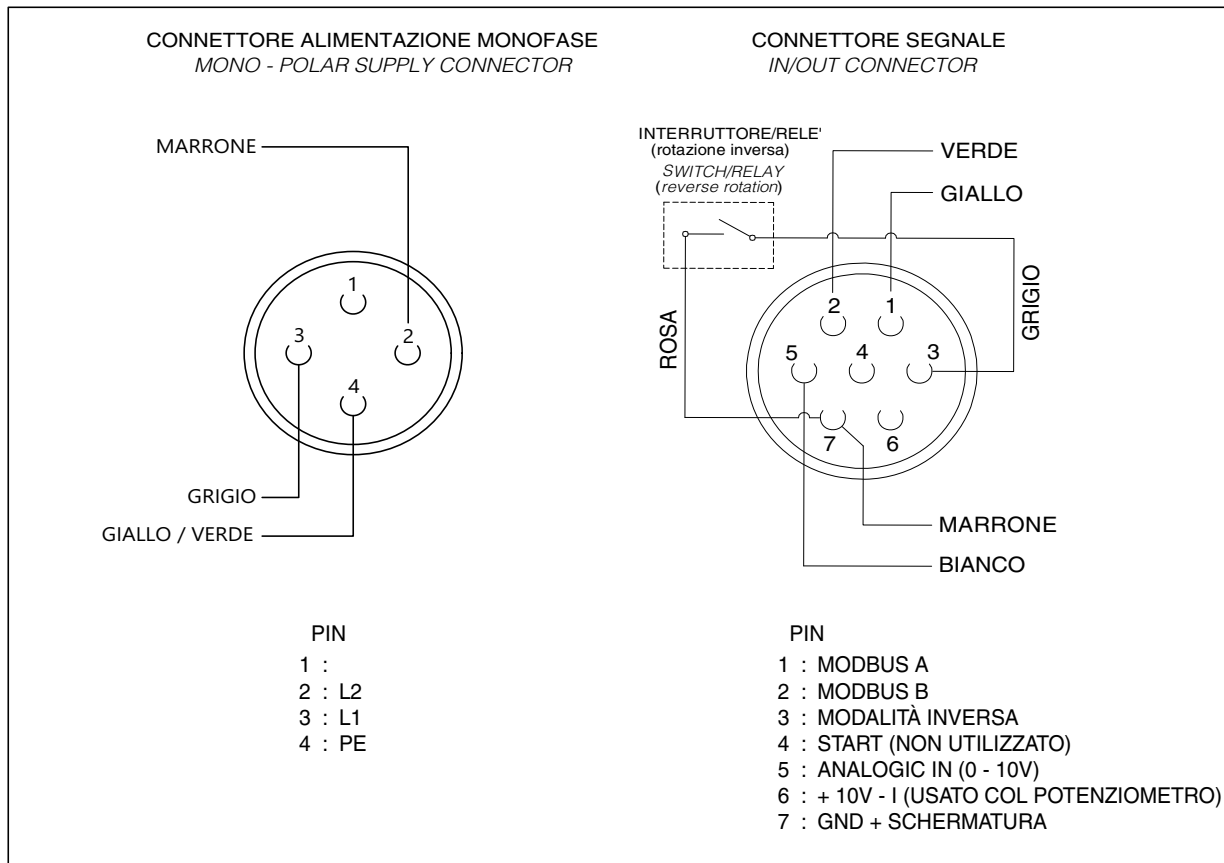 CONNETTORE ALIMENTAZIONE MONOFASE
MONO - POLAR SUPPLY CONNECTOR
MARRONE
1
2
3
4
GRIGIO
GIALLO / VERDE
PIN
1 :
2 : L2
3 : L1
4 : PE
CONNETTORE SEGNALE
IN/OUT CONNECTOR
INTERRUTTORE/RELE'
(rotazione inversa)
SWITCH/RELAY
(reverse rotation)
VERDE
GIALLO
ROSA
GRIGIO
2
1
5
4
3
7
6
MARRONE
BIANCO
PIN
1 : MODBUS A
2 : MODBUS B
3 : MODALITÀ INVERSA
4 : START (NON UTILIZZATO)
5 : ANALOGIC IN (0 - 10V)
6 : + 10V - I (USATO COL POTENZIOMETRO)
7 : GND + SCHERMATURA